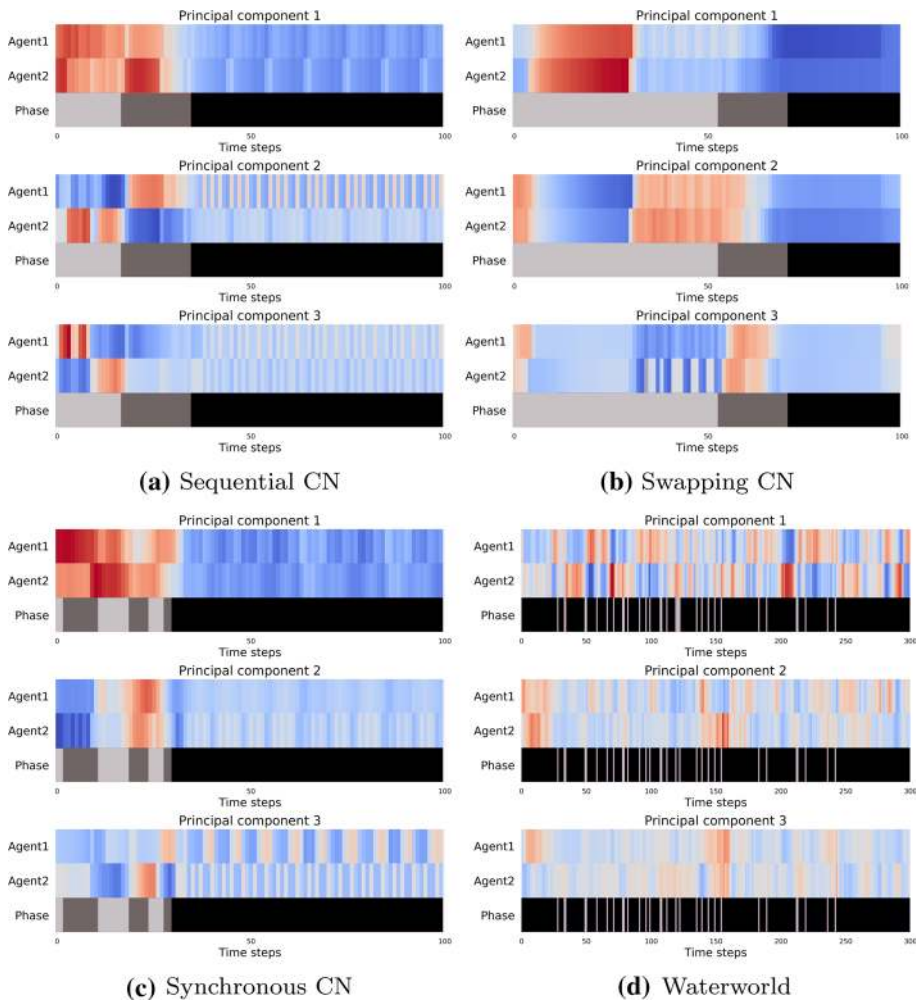 Principal component 1
Agent1
Agent2
Phase
0 50 100
Time steps
Principal component 2
Agent1
Agent2
Phase
0 50 100
Time steps
Principal component 3
Agent1
Agent2
Phase
0 50 100
Time steps
(a) Sequential CN
Principal component 1
Agent1
Agent2
Phase
0 50 100
Time steps
Principal component 2
Agent1
Agent2
Phase
0 50 100
Time steps
Principal component 3
Agent1
Agent2
Phase
0 50 100
Time steps
(b) Swapping CN
Principal component 1
Agent1
Agent2
Phase
0 50 100
Time steps
Principal component 2
Agent1
Agent2
Phase
0 50 100
Time steps
Principal component 3
Agent1
Agent2
Phase
0 50 100
Time steps
(c) Synchronous CN
Principal component 1
Agent1
Agent2
Phase
0 50 100 150 200 250 300
Time steps
Principal component 2
Agent1
Agent2
Phase
0 50 100 150 200 250 300
Time steps
Principal component 3
Agent1
Agent2
Phase
0 50 100 150 200 250 300
Time steps
(d) Waterworld